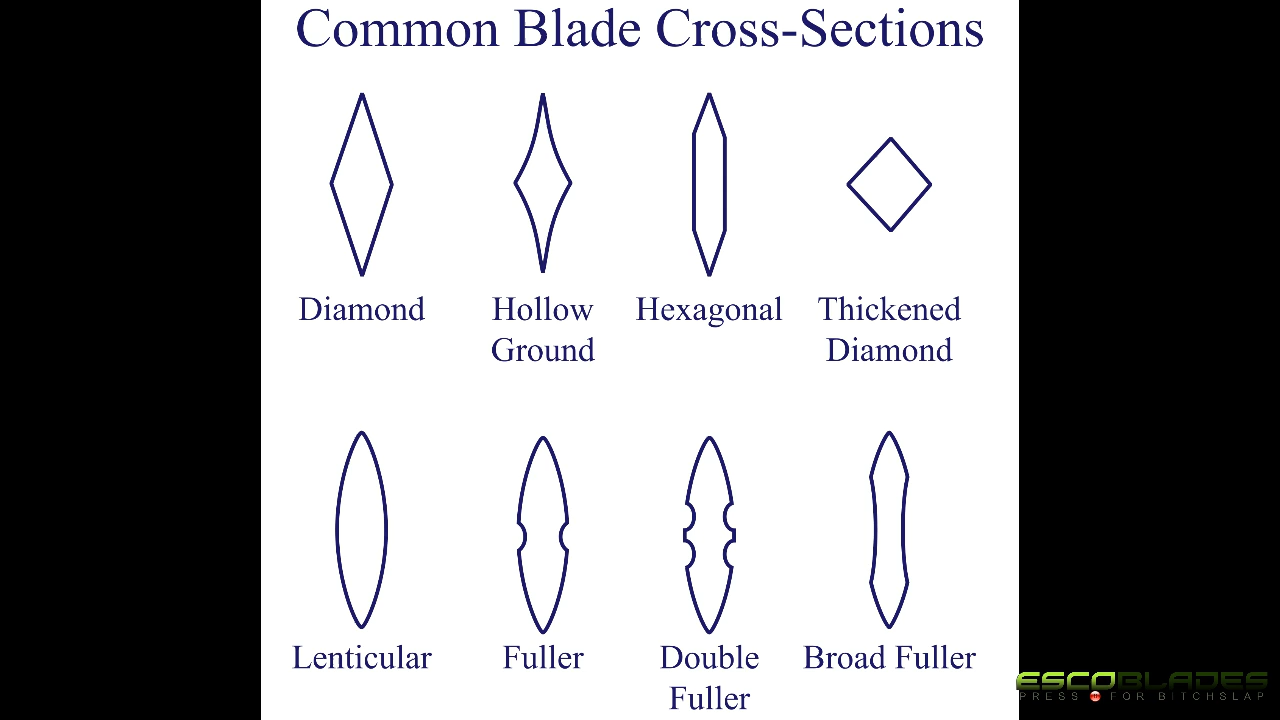 Common Blade Cross-Sections
Diamond
Hollow
Ground
Hexagonal
Thickened
Diamond
Lenticular
Fuller
Double
Fuller
Broad Fuller
ESCOBLADES
PRESS FOR BITCHSLAP